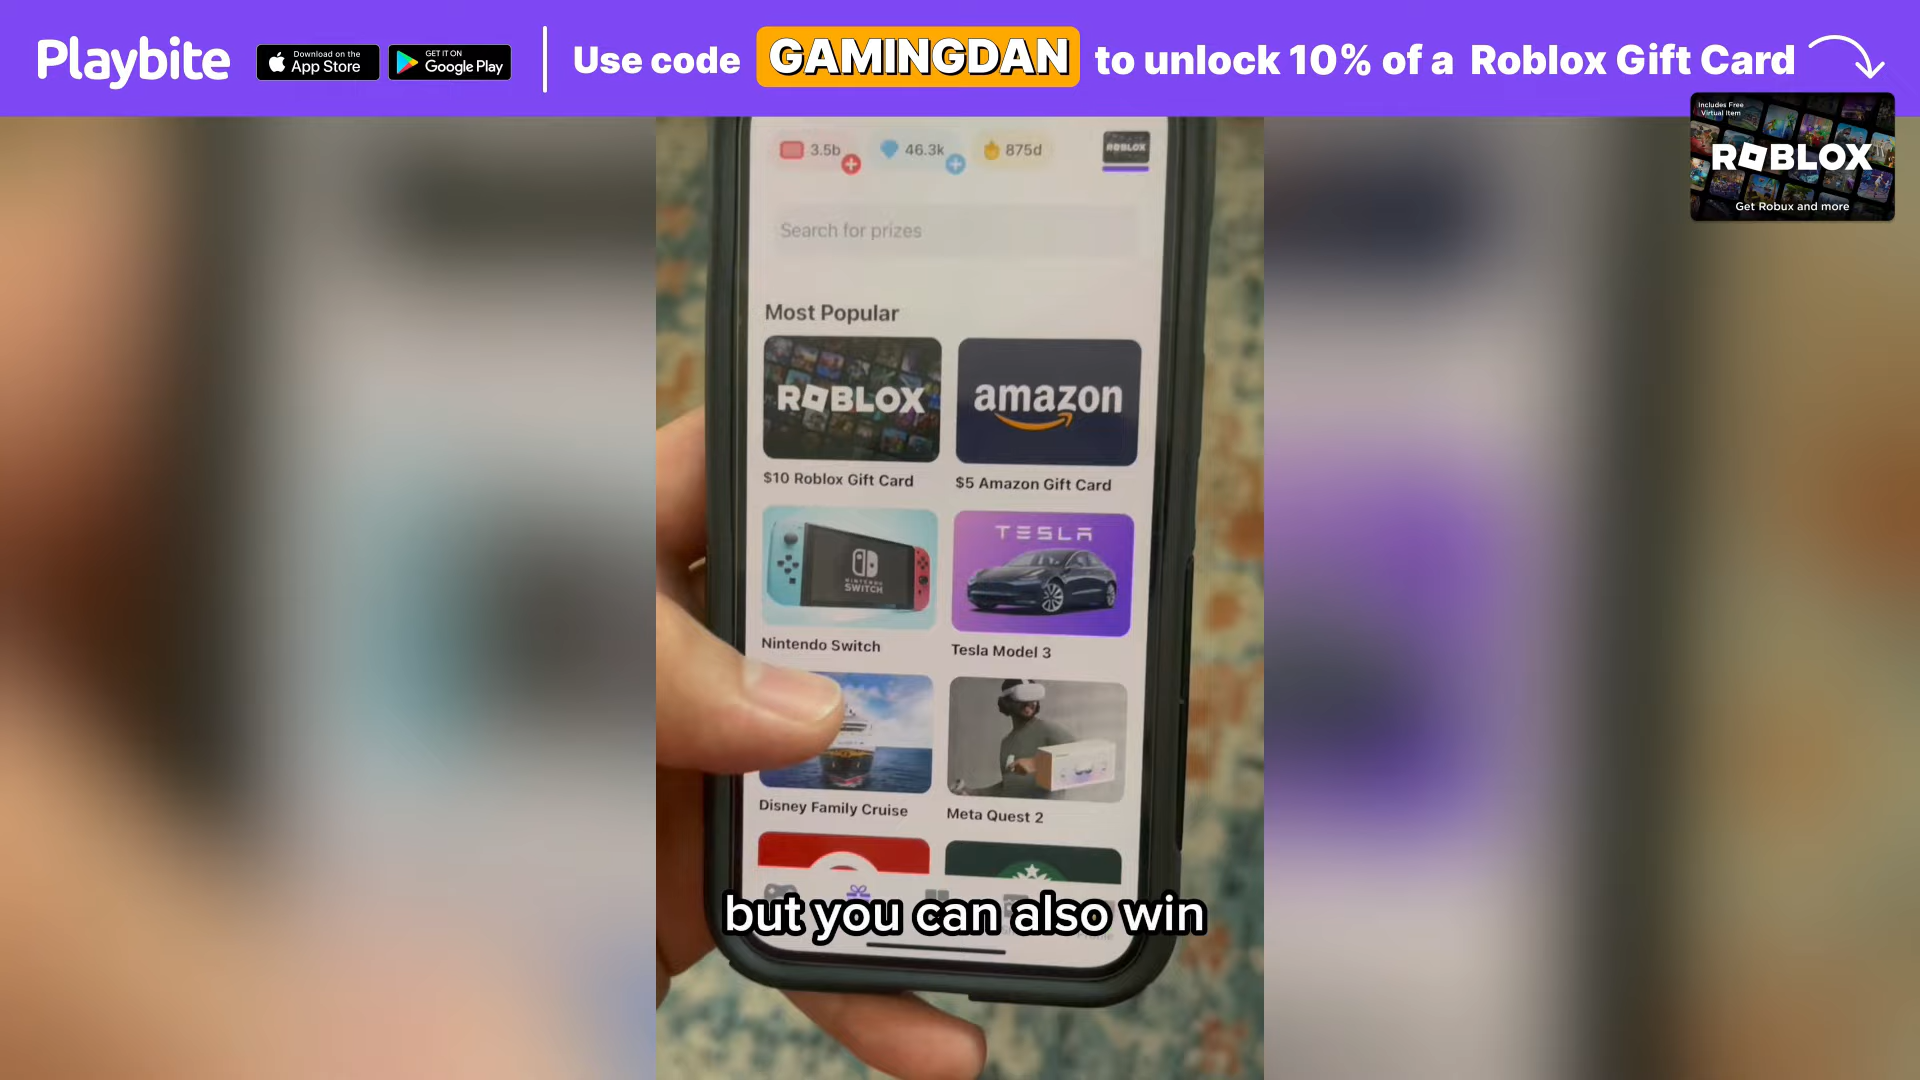 Playbite
Download on the
App Store
GET IT ON
Google Play
Use code GAMINGDAN to unlock 10% of a Roblox Gift Card
Includes Free
Virtual Item
ROBLOX
Get Robux and more
3.5b
46.3k
875d
ROBLOX
Search for prizes
Most Popular
ROBLOX
amazon
$10 Roblox Gift Card
$5 Amazon Gift Card
NINTENDO
SWITCH
TESLA
Nintendo Switch
Tesla Model 3
Disney Family Cruise
Meta Quest 2
but you can also win